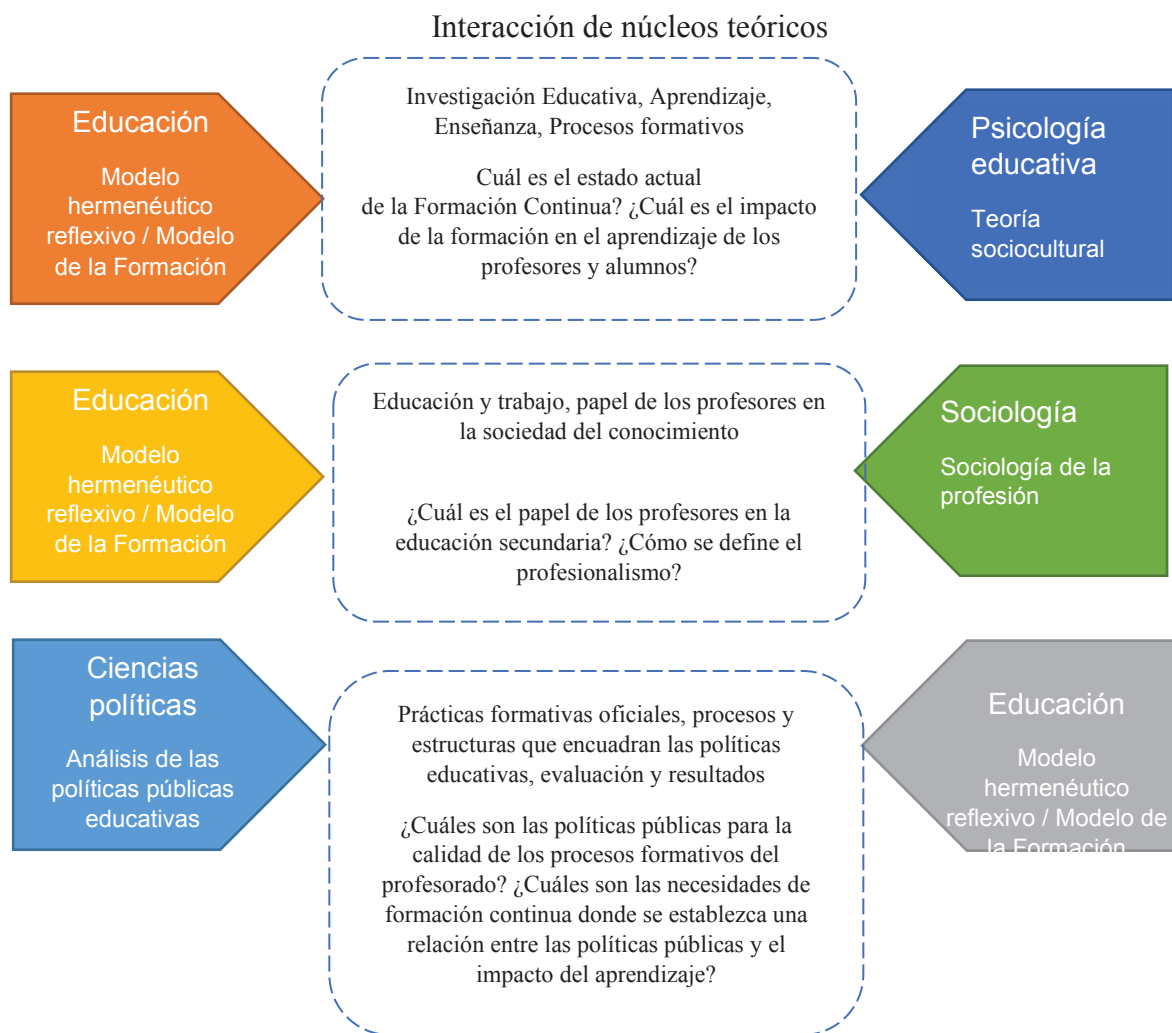 Interacción de núcleos teóricos
Educación
Modelo
hermenéutico
reflexivo / Modelo
de la Formación
Investigación Educativa, Aprendizaje,
Enseñanza, Procesos formativos
Cuál es el estado actual
de la Formación Continua? ¿Cuál es el impacto
de la formación en el aprendizaje de los
profesores y alumnos?
Psicología
educativa
Teoría
sociocultural
Educación
Modelo
hermenéutico
reflexivo / Modelo
de la Formación
Educación y trabajo, papel de los profesores en
la sociedad del conocimiento
¿Cuál es el papel de los profesores en la
educación secundaria? ¿Cómo se define el
profesionalismo?
Sociología
Sociología de la
profesión
Ciencias
políticas
Análisis de las
políticas públicas
educativas
Prácticas formativas oficiales, procesos y
estructuras que encuadran las políticas
educativas, evaluación y resultados
¿Cuáles son las políticas públicas para la
calidad de los procesos formativos del
profesorado? ¿Cuáles son las necesidades de
formación continua donde se establezca una
relación entre las políticas públicas y el
impacto del aprendizaje?
Educación
Modelo
hermenéutico
reflexivo / Modelo de
la Formación